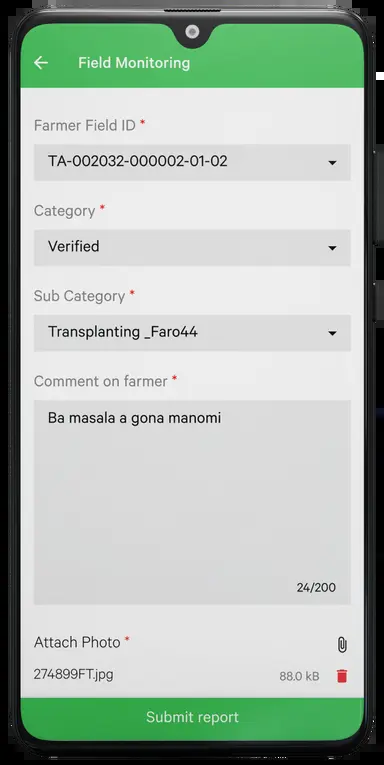 Field Monitoring
Farmer Field ID *
TA-002032-000002-01-02
Category *
Verified
Sub Category *
Transplanting _Faro44
Comment on farmer *
Ba masala a gona manomi
24/200
Attach Photo *
274899FT.jpg 88.0 kB
Submit report